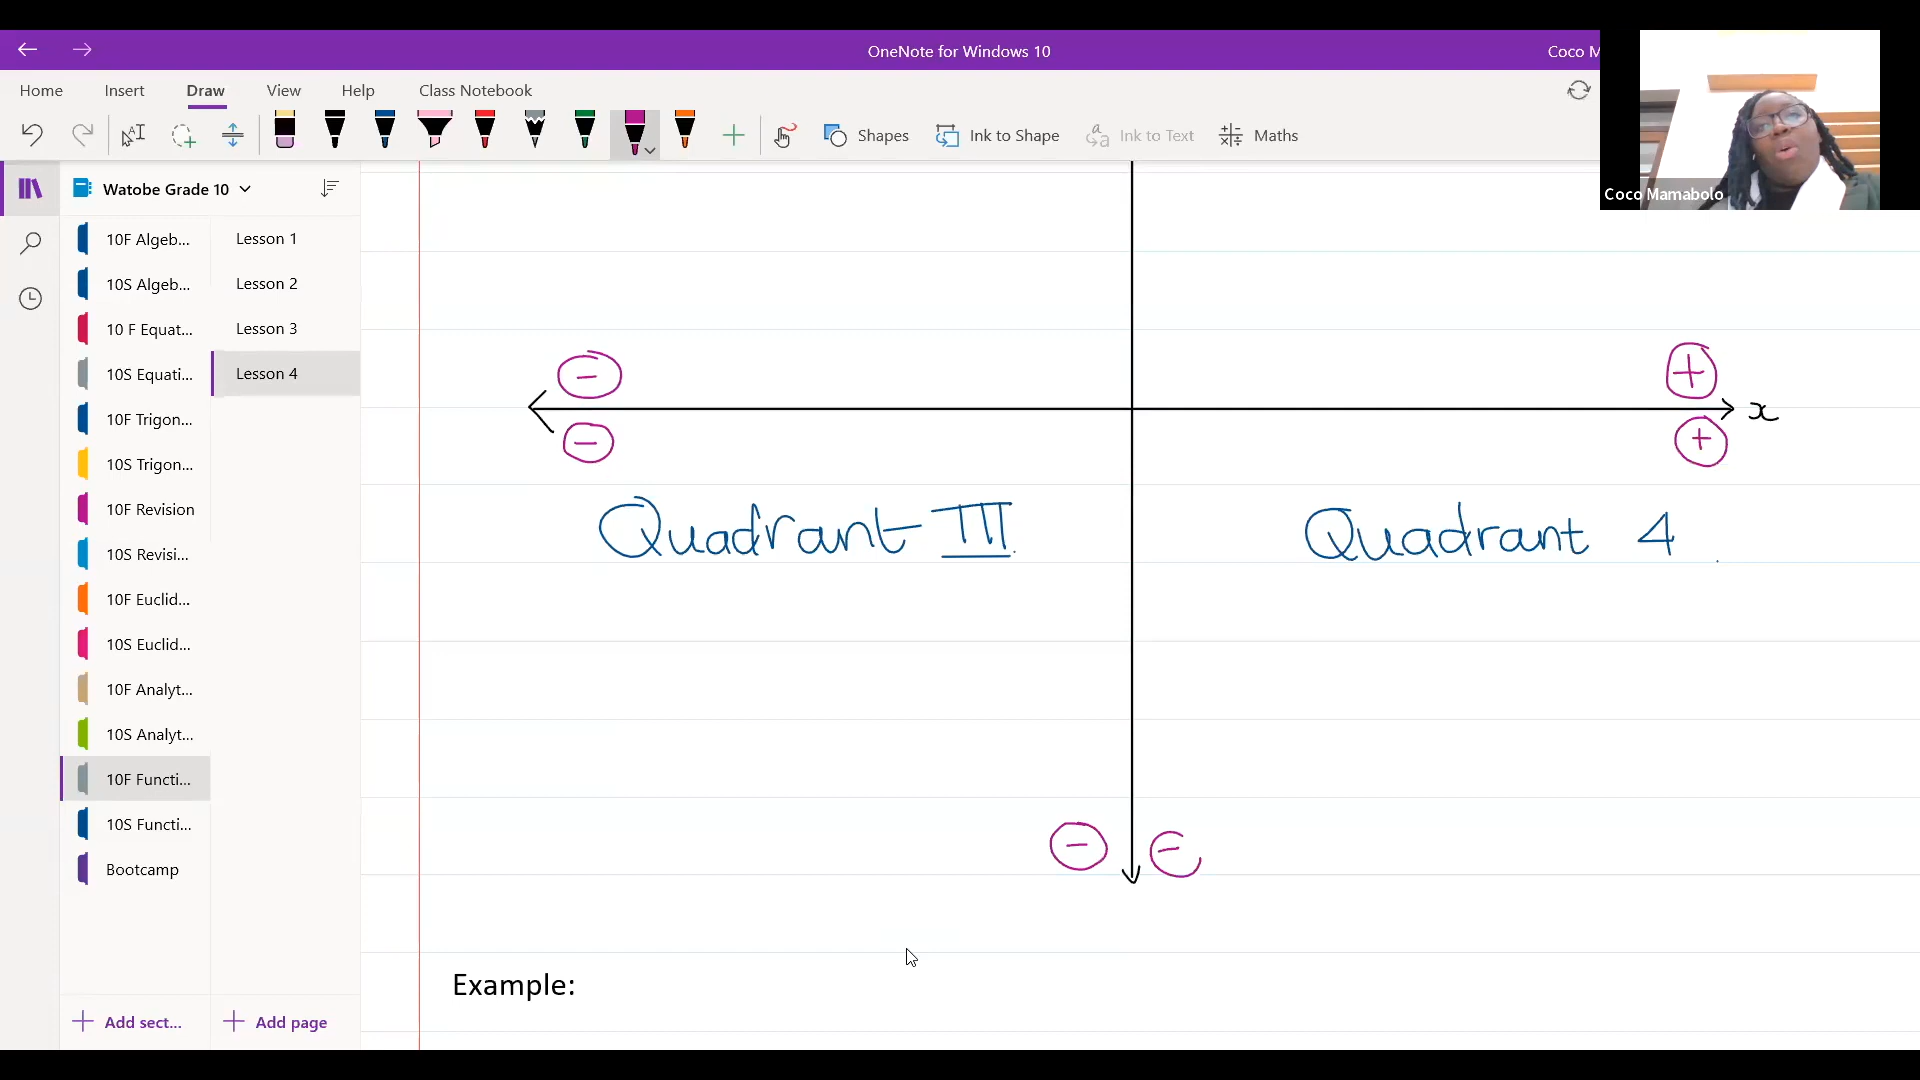 OneNote for Windows 10
Coco M
Home Insert Draw View Help Class Notebook
Shapes Ink to Shape Ink to Text Maths
Coco Mamabolo
Watobe Grade 10
10F Algeb...
10S Algeb...
10 F Equat...
10S Equati...
10F Trigon...
10S Trigon...
10F Revision
10S Revisi...
10F Euclid...
10S Euclid...
10F Analyt...
10S Analyt...
10F Functi...
10S Functi...
Bootcamp
Add sect...
Lesson 1
Lesson 2
Lesson 3
Lesson 4
Add page
− +
x
− +
Quadrant III Quadrant 4
− −
Example: